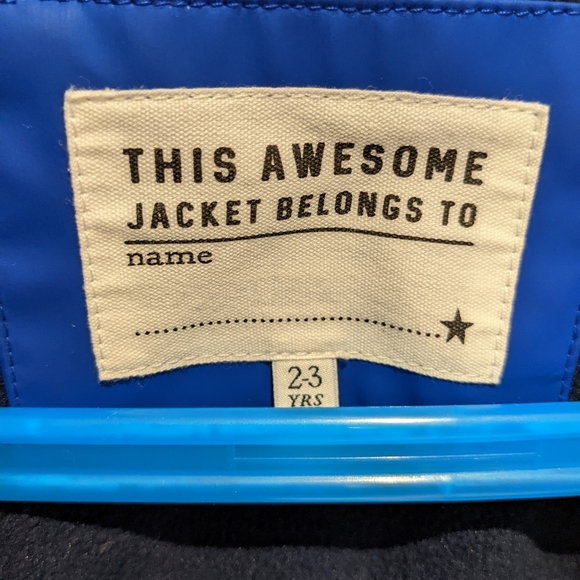 THIS AWESOME
JACKET BELONGS TO
name
2-3
YRS